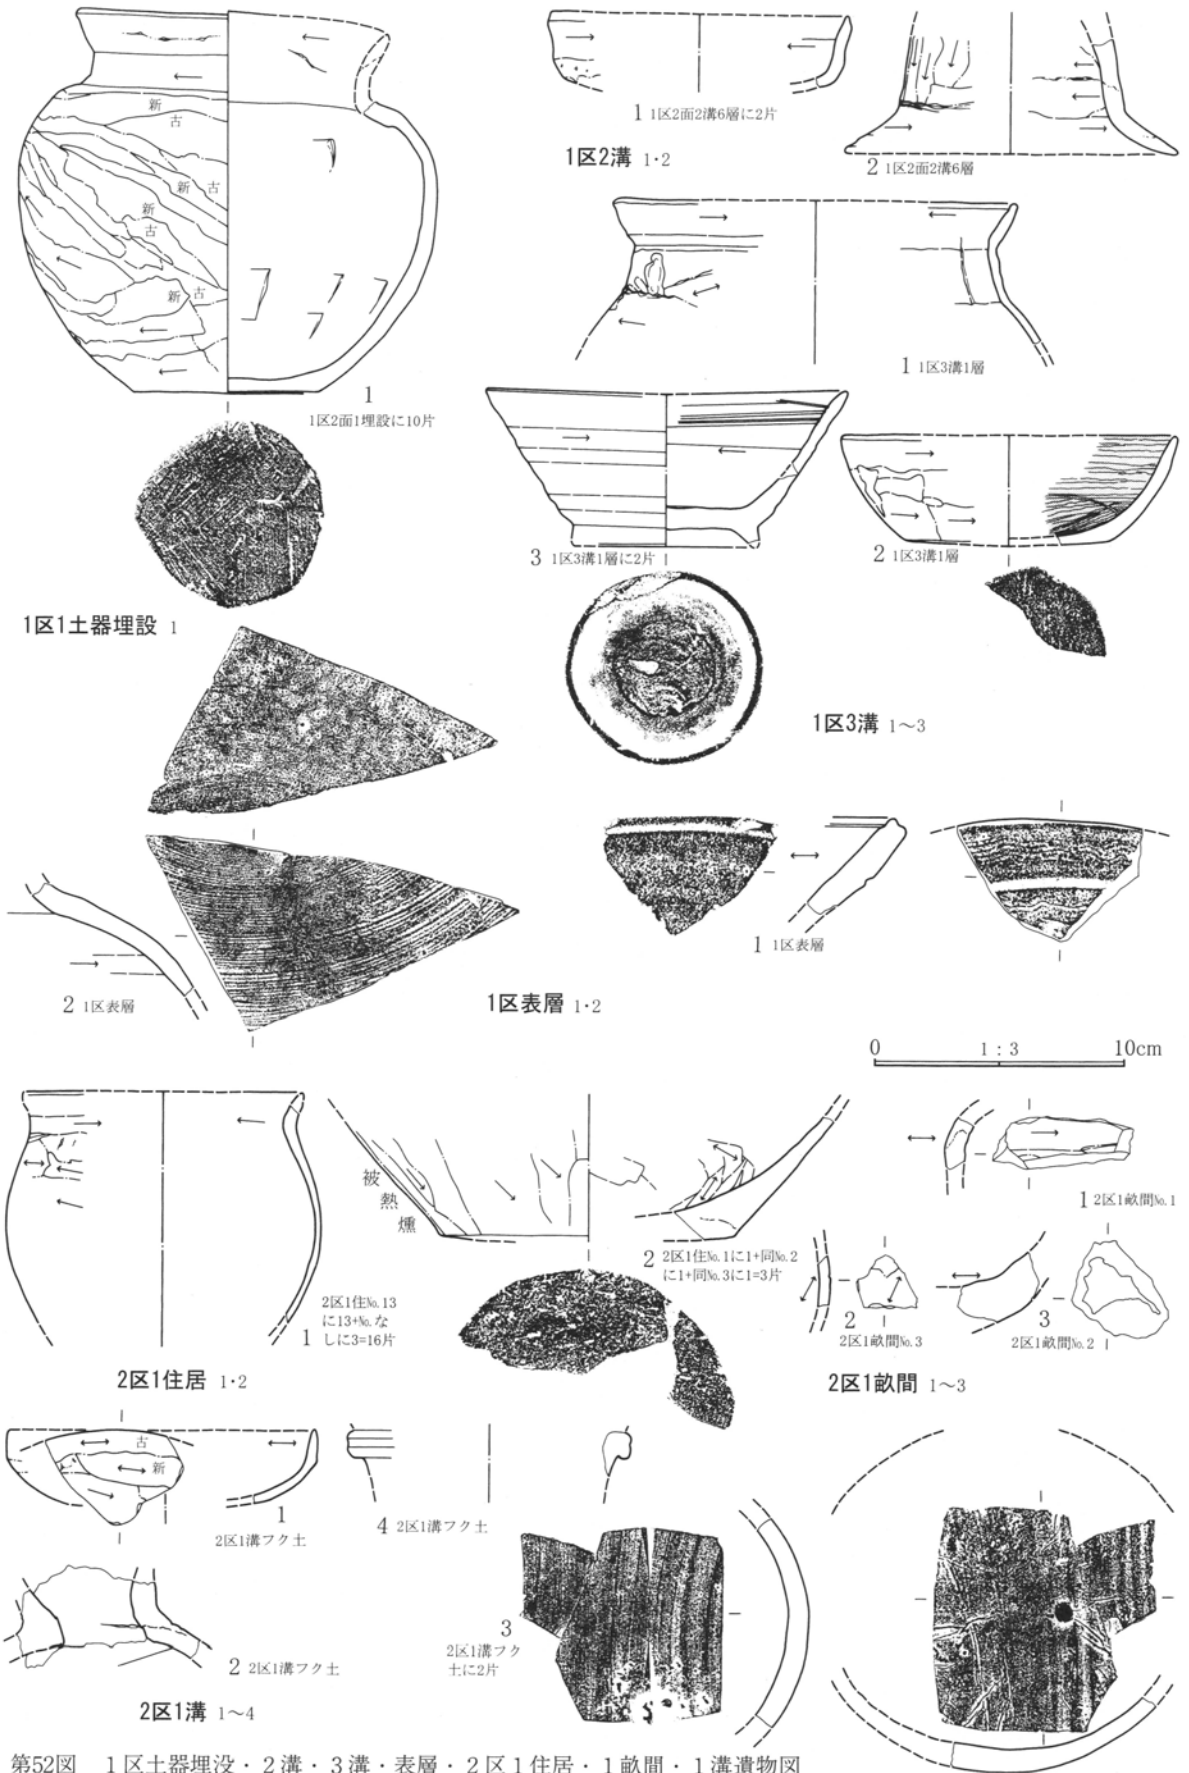 新
古
新 古
新
古
新 古
1
1区2面1埋設に10片
1区1土器埋設 1
1 1区2面2溝6層に2片
1区2溝 1・2
2 1区2面2溝6層
1 1区3溝1層
3 1区3溝1層に2片
2 1区3溝1層
1区3溝 1～3
1 1区表層
2 1区表層
1区表層 1・2
0 1：3 10cm
1
2区1住№13
に13+№な
しに3=16片
被
熱
燻
2 2区1住№1に1+同№2
に1+同№3に1=3片
2区1住居 1・2
1 2区1畝間№1
2
2区1畝間№3
3
2区1畝間№2
2区1畝間 1～3
古
新
1
2区1溝フク土
4 2区1溝フク土
2 2区1溝フク土
3
2区1溝フク
土に2片
2区1溝 1～4
第52図 1区土器埋没・2溝・3溝・表層・2区1住居・1畝間・1溝遺物図